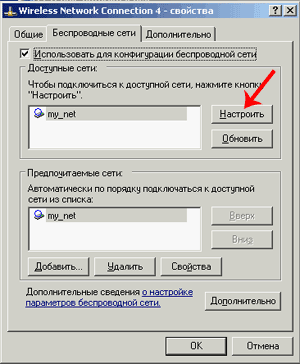 Wireless Network Connection 4 - свойства
Общие Беспроводные сети Дополнительно
Использовать для конфигурации беспроводной сети
Доступные сети:
Чтобы подключиться к доступной сети, нажмите кнопку
"Настроить".
my_net
Настроить
Обновить
Предпочитаемые сети:
Автоматически по порядку подключаться к доступной
сети из списка:
my_net
Вверх
Вниз
Добавить... Удалить Свойства
Дополнительные сведения о настройке
параметров беспроводной сети.
Дополнительно
OK Отмена